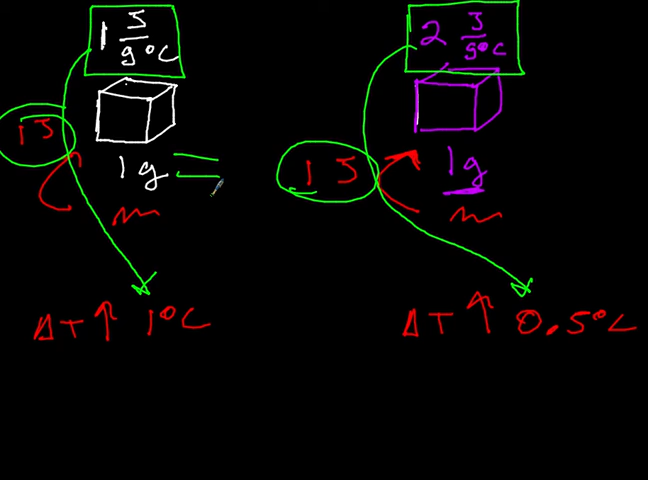 1 J/g°C
1 J
1g
ΔT↑ 1°C
2 J/g°C
1 J
1g
ΔT↑ 0.5°C